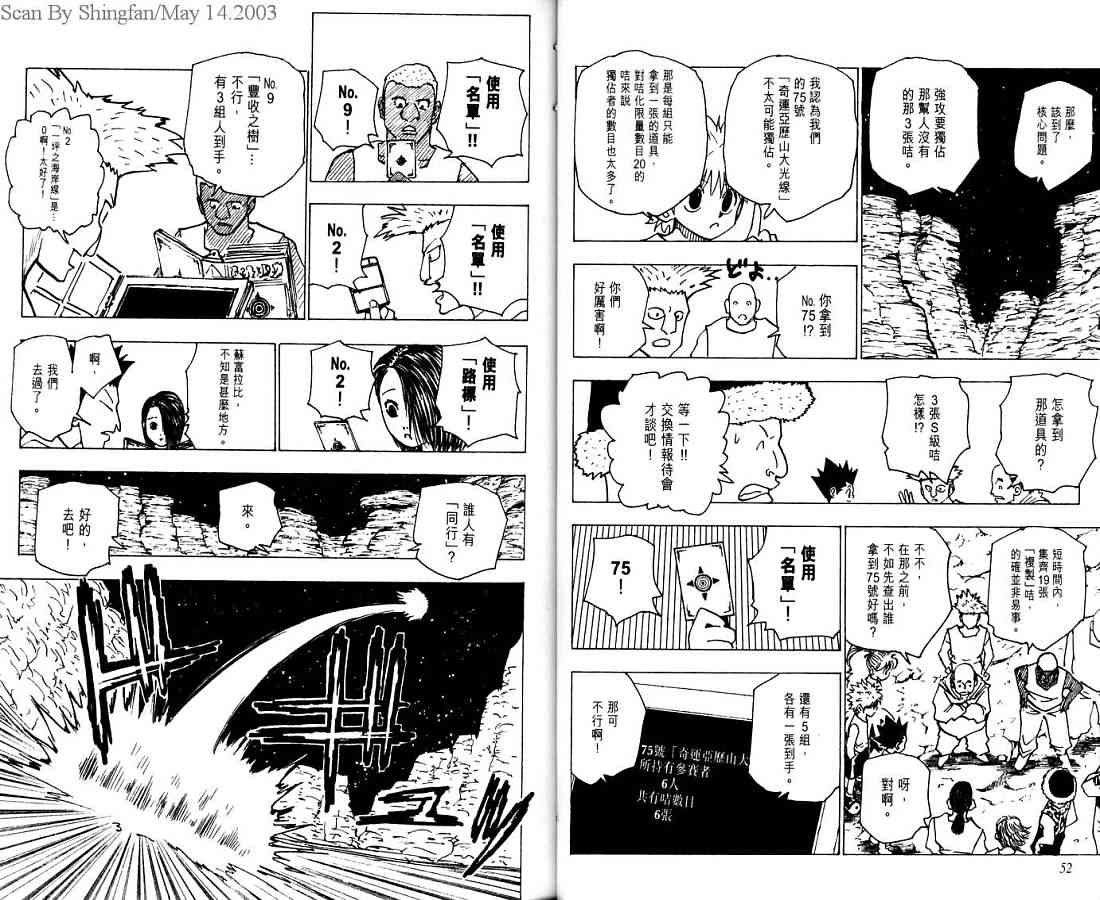 Scan By Shingfan/May 14.2003
那麼，
該到了
核心問題。
強攻要獨佔
那幫人沒有
的那3張咭。
我認為我們
的75號
「奇連亞歷山大光線」
不太可能獨佔。
那是每組只能
拿到一張的道具，
對咭化限量數目20的
咭來說
獨佔者的數目也太多了。
你拿到
No.
75!?
どよ‥
你們
好厲害啊！
怎拿到
那道具的？
3張S級咭
怎樣!?
等一下!!
交換情報待會
才談吧！
短時間內，
集齊19張
「複製」咭，
的確並非易事。
不不，
在那之前，
不如先查出誰
拿到75號好嗎？
呀，
對啊。
使用
「名單」！
75
！
還有5組，
各有一張到手。
75號「奇連亞歷山大
所持有參賽者
6人
共有咭數目
6張
那可
不行啊！
52
使用
「名單」!!
No.
9
！
使用
「名單」!!
No.
2
！
No.
9
「豐收之樹」…
不行，
有3組人到手。
No.2
「一坪之海岸線」是…
0啊！太好了！
使用
「路標」！
No.
2
！
蘇富拉比，
不知是甚麼地方。
啊，
我們
去過了。
誰人有
「同行」？
來。
好的，
去吧！